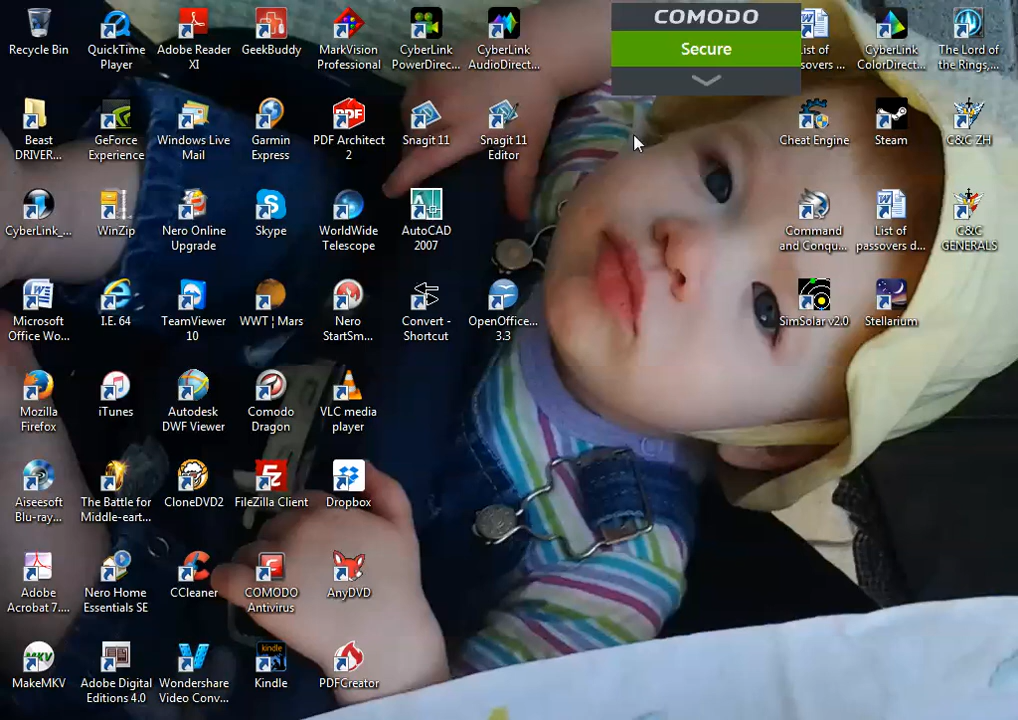 COMODO
Secure
Recycle Bin
QuickTime
Player
Adobe Reader
XI
GeekBuddy
MarkVision
Professional
CyberLink
PowerDirec...
CyberLink
AudioDirect...
List of
passovers ...
CyberLink
ColorDirect...
The Lord of
the Rings,...
Beast
DRIVER...
GeForce
Experience
Windows Live
Mail
Garmin
Express
PDF Architect
2
Snagit 11
Snagit 11
Editor
Cheat Engine
Steam
C&C ZH
CyberLink_...
WinZip
Nero Online
Upgrade
Skype
WorldWide
Telescope
AutoCAD
2007
Command
and Conqu...
List of
passovers d...
C&C
GENERALS
Microsoft
Office Wo...
I.E. 64
TeamViewer
10
WWT ¦ Mars
Nero
StartSm...
Convert -
Shortcut
OpenOffice...
3.3
SimSolar v2.0
Stellarium
Mozilla
Firefox
iTunes
Autodesk
DWF Viewer
Comodo
Dragon
VLC media
player
Aiseesoft
Blu-ray...
The Battle for
Middle-eart...
CloneDVD2
FileZilla Client
Dropbox
Adobe
Acrobat 7....
Nero Home
Essentials SE
CCleaner
COMODO
Antivirus
AnyDVD
MakeMKV
Adobe Digital
Editions 4.0
Wondershare
Video Conv...
kindle
Kindle
PDFCreator